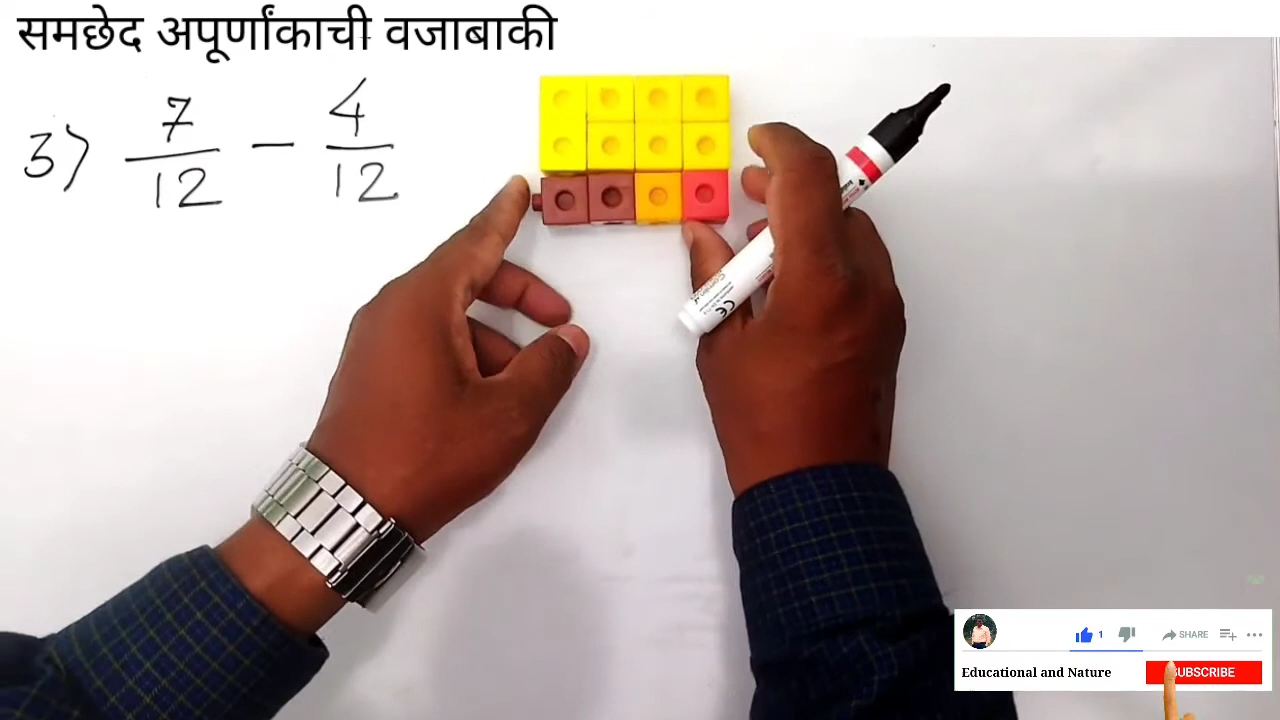 समछेद अपूर्णांकाची वजाबाकी
3) 7/12 - 4/12
1 SHARE
Educational and Nature SUBSCRIBE